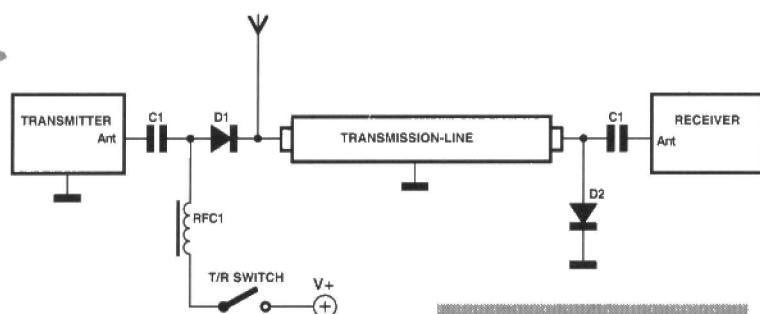 TRANSMITTER
Ant
C1
D1
TRANSMISSION-LINE
C1
RECEIVER
Ant
D2
RFC1
T/R SWITCH
V+
+